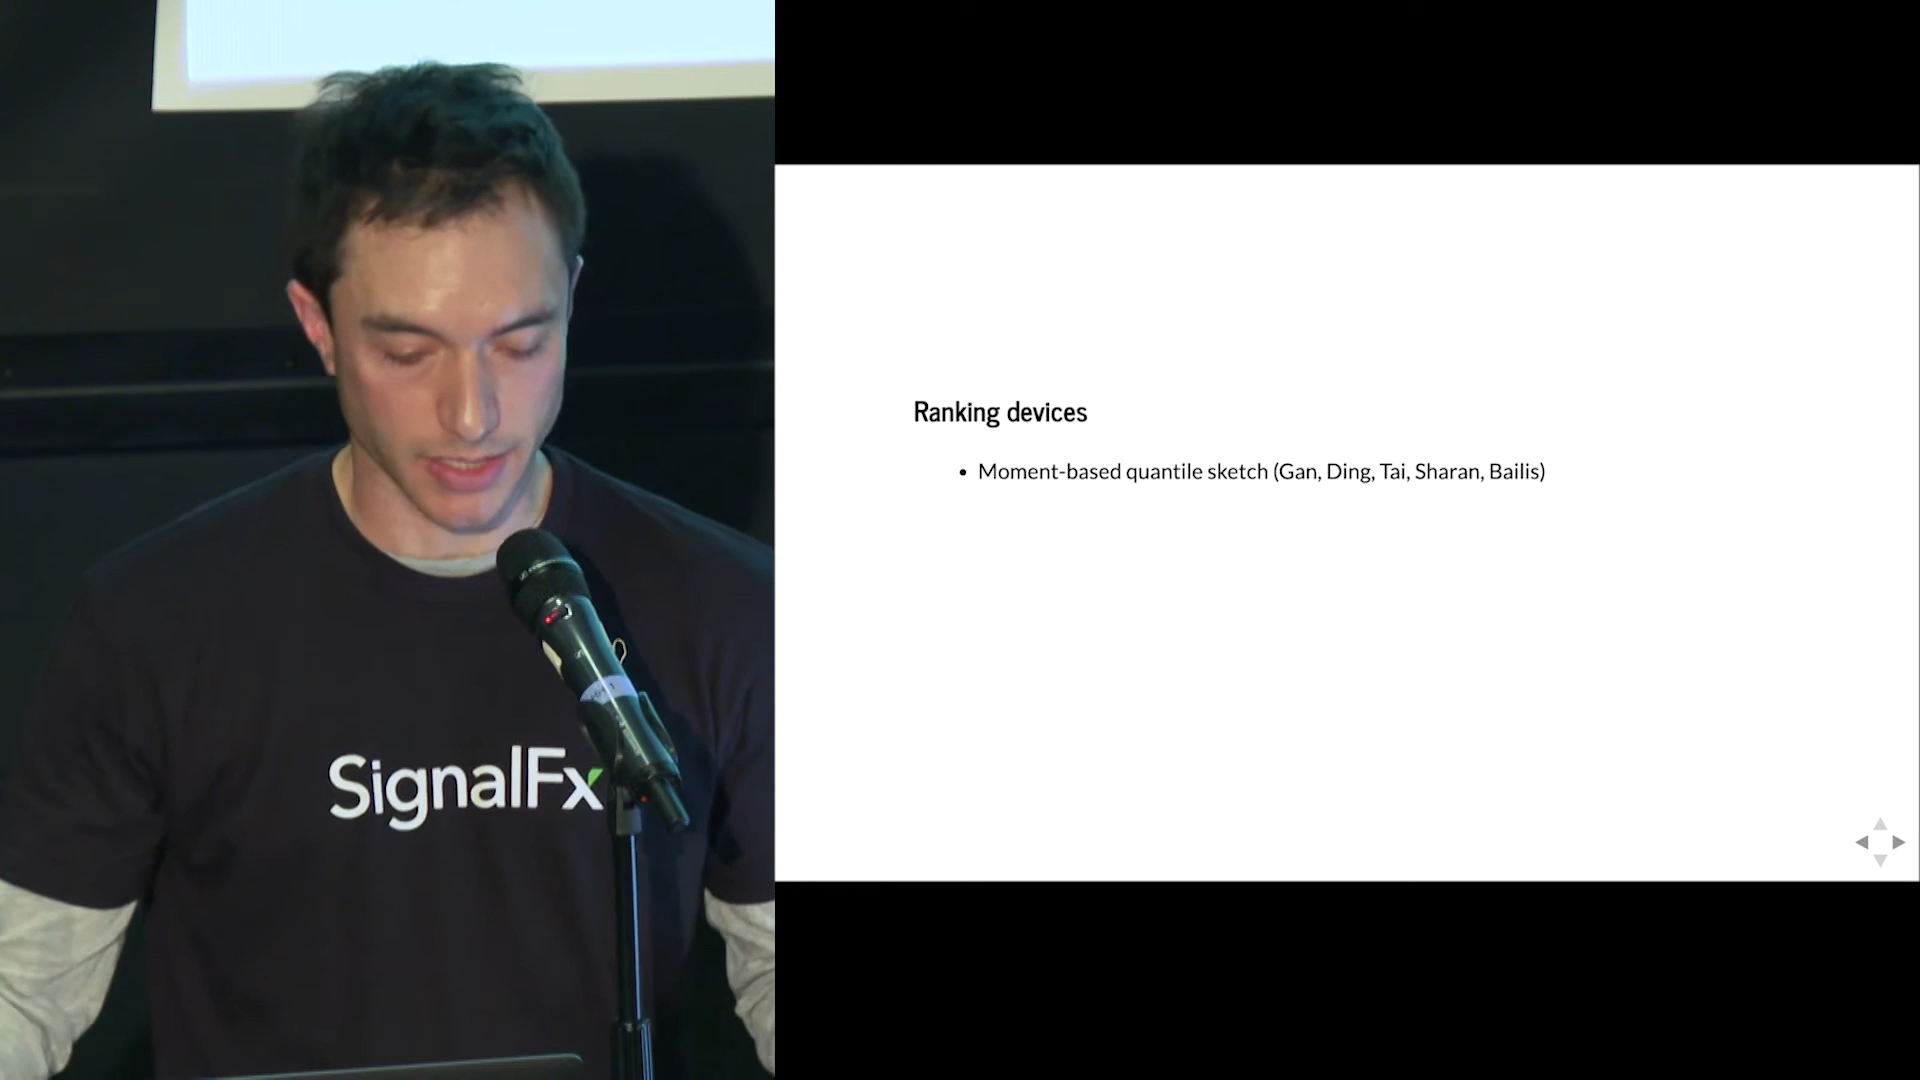 Ranking devices
• Moment-based quantile sketch (Gan, Ding, Tai, Sharan, Bailis)
SignalFx